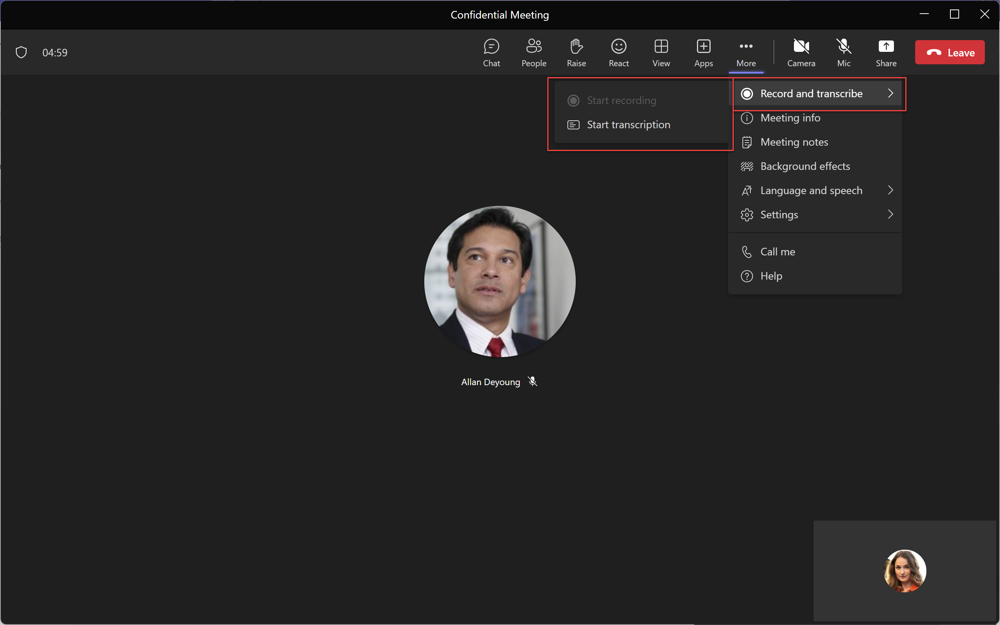 Confidential Meeting
04:59
Chat
People
Raise
React
View
Apps
More
Camera
Mic
Share
Leave
Start recording
Start transcription
Record and transcribe
Meeting info
Meeting notes
Background effects
Language and speech
Settings
Call me
Help
Allan Deyoung